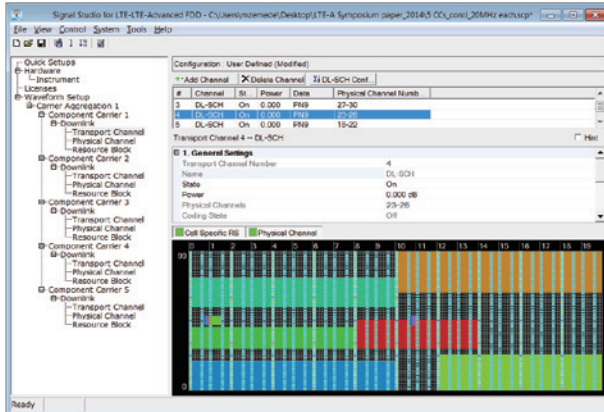 Signal Studio for LTE-LTE-Advanced FDD - C:\Users\mzemede\Desktop\LTE-A Symposium paper_2014\5 CCs_conti_20MHz each.scp*
File View Control System Tools Help
Quick Setups
Hardware
Instrument
Licenses
Waveform Setup
Carrier Aggregation 1
Component Carrier 1
Downlink
Transport Channel
Physical Channel
Resource Block
Component Carrier 2
Downlink
Transport Channel
Physical Channel
Resource Block
Component Carrier 3
Downlink
Transport Channel
Physical Channel
Resource Block
Component Carrier 4
Downlink
Transport Channel
Physical Channel
Resource Block
Component Carrier 5
Downlink
Transport Channel
Physical Channel
Resource Block
Configuration : User Defined (Modified)
Add Channel Delete Channel DL-SCH Conf...
# Channel St... Power Data Physical Channel Numb...
3 DL-SCH On 0.000 PN9 27-30
4 DL-SCH On 0.000 PN9 23-26
5 DL-SCH On 0.000 PN9 18-22
Transport Channel 4 -- DL-SCH Hint
1. General Settings
Transport Channel Number 4
Name DL-SCH
State On
Power 0.000 dB
Physical Channels 23-26
Coding State Off
Cell Specific RS Physical Channel
0 1 2 3 4 5 6 7 8 9 10 11 12 13 14 15 16 17 18 19
99
0
Ready